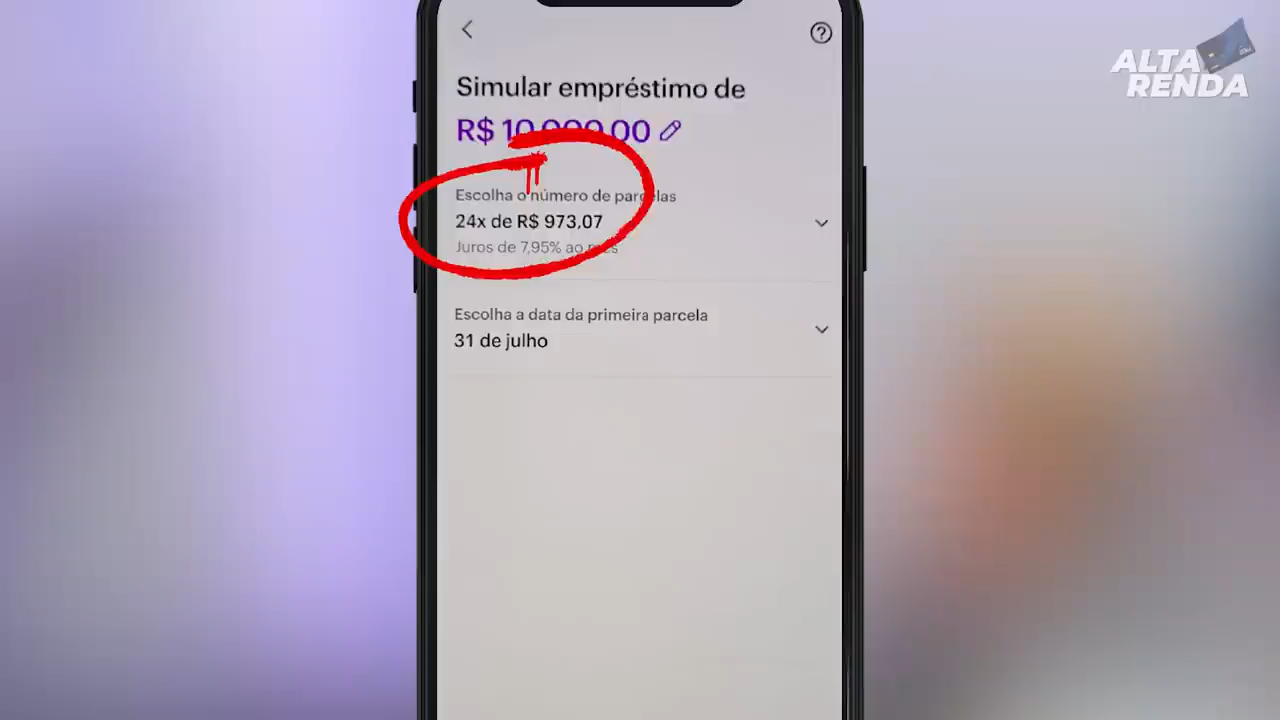 ALTA
RENDA
Simular empréstimo de
R$ 10.000,00
Escolha o número de parcelas
24x de R$ 973,07
Juros de 7,95% ao mês
Escolha a data da primeira parcela
31 de julho